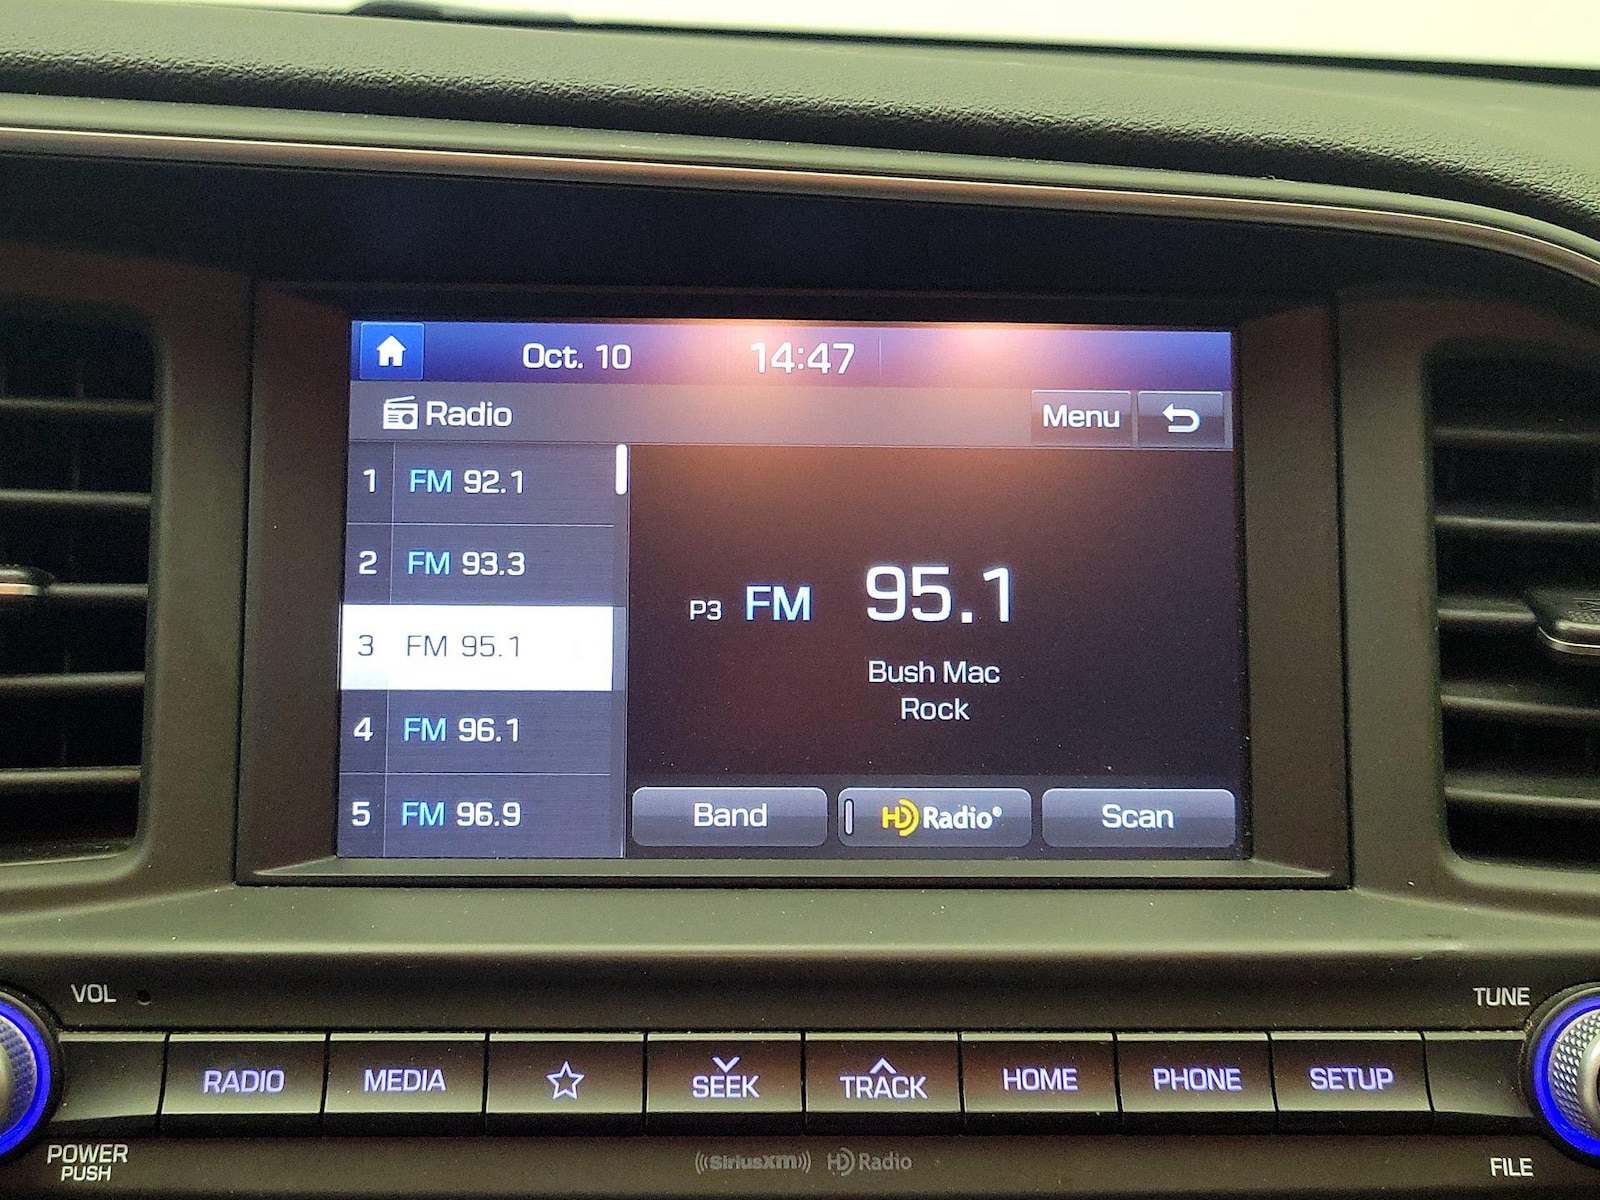 Oct. 10 14:47
Radio Menu
1 FM 92.1
2 FM 93.3
3 FM 95.1
4 FM 96.1
5 FM 96.9
P3 FM 95.1
Bush Mac
Rock
Band HD Radio® Scan
VOL TUNE
RADIO MEDIA SEEK TRACK HOME PHONE SETUP
POWER
PUSH
((SiriusXM)) HD Radio
FILE